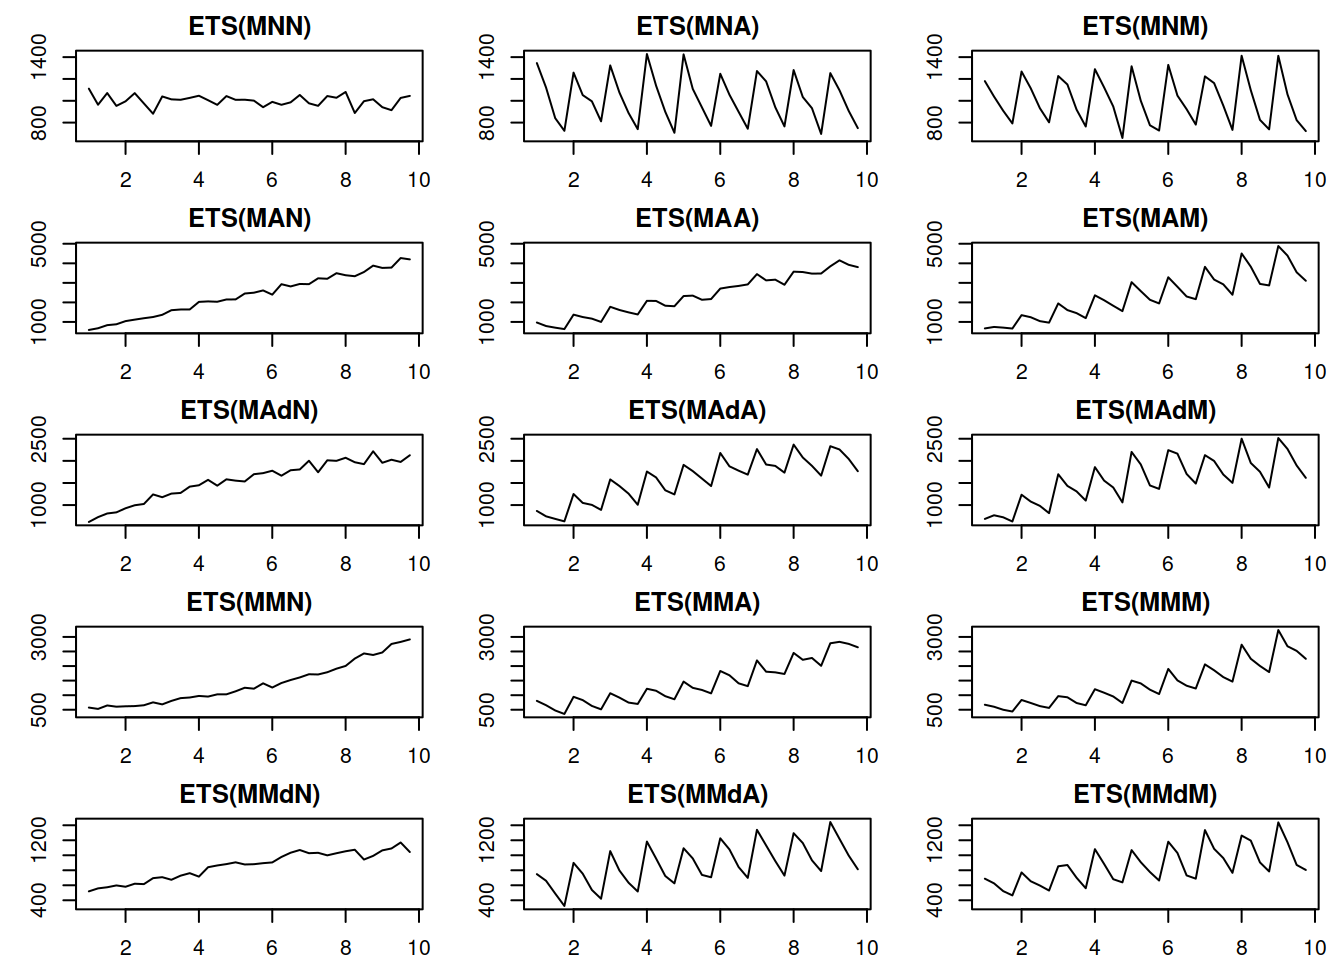 ETS(MNN) ETS(MNA) ETS(MNM)
1400 1400 1400
800 800 800
2 4 6 8 10 2 4 6 8 10 2 4 6 8 10
ETS(MAN) ETS(MAA) ETS(MAM)
5000 5000 5000
1000 1000 1000
2 4 6 8 10 2 4 6 8 10 2 4 6 8 10
ETS(MAdN) ETS(MAdA) ETS(MAdM)
2500 2500 2500
1000 1000 1000
2 4 6 8 10 2 4 6 8 10 2 4 6 8 10
ETS(MMN) ETS(MMA) ETS(MMM)
3000 3000 3000
500 500 500
2 4 6 8 10 2 4 6 8 10 2 4 6 8 10
ETS(MMdN) ETS(MMdA) ETS(MMdM)
1200 1200 1200
400 400 400
2 4 6 8 10 2 4 6 8 10 2 4 6 8 10